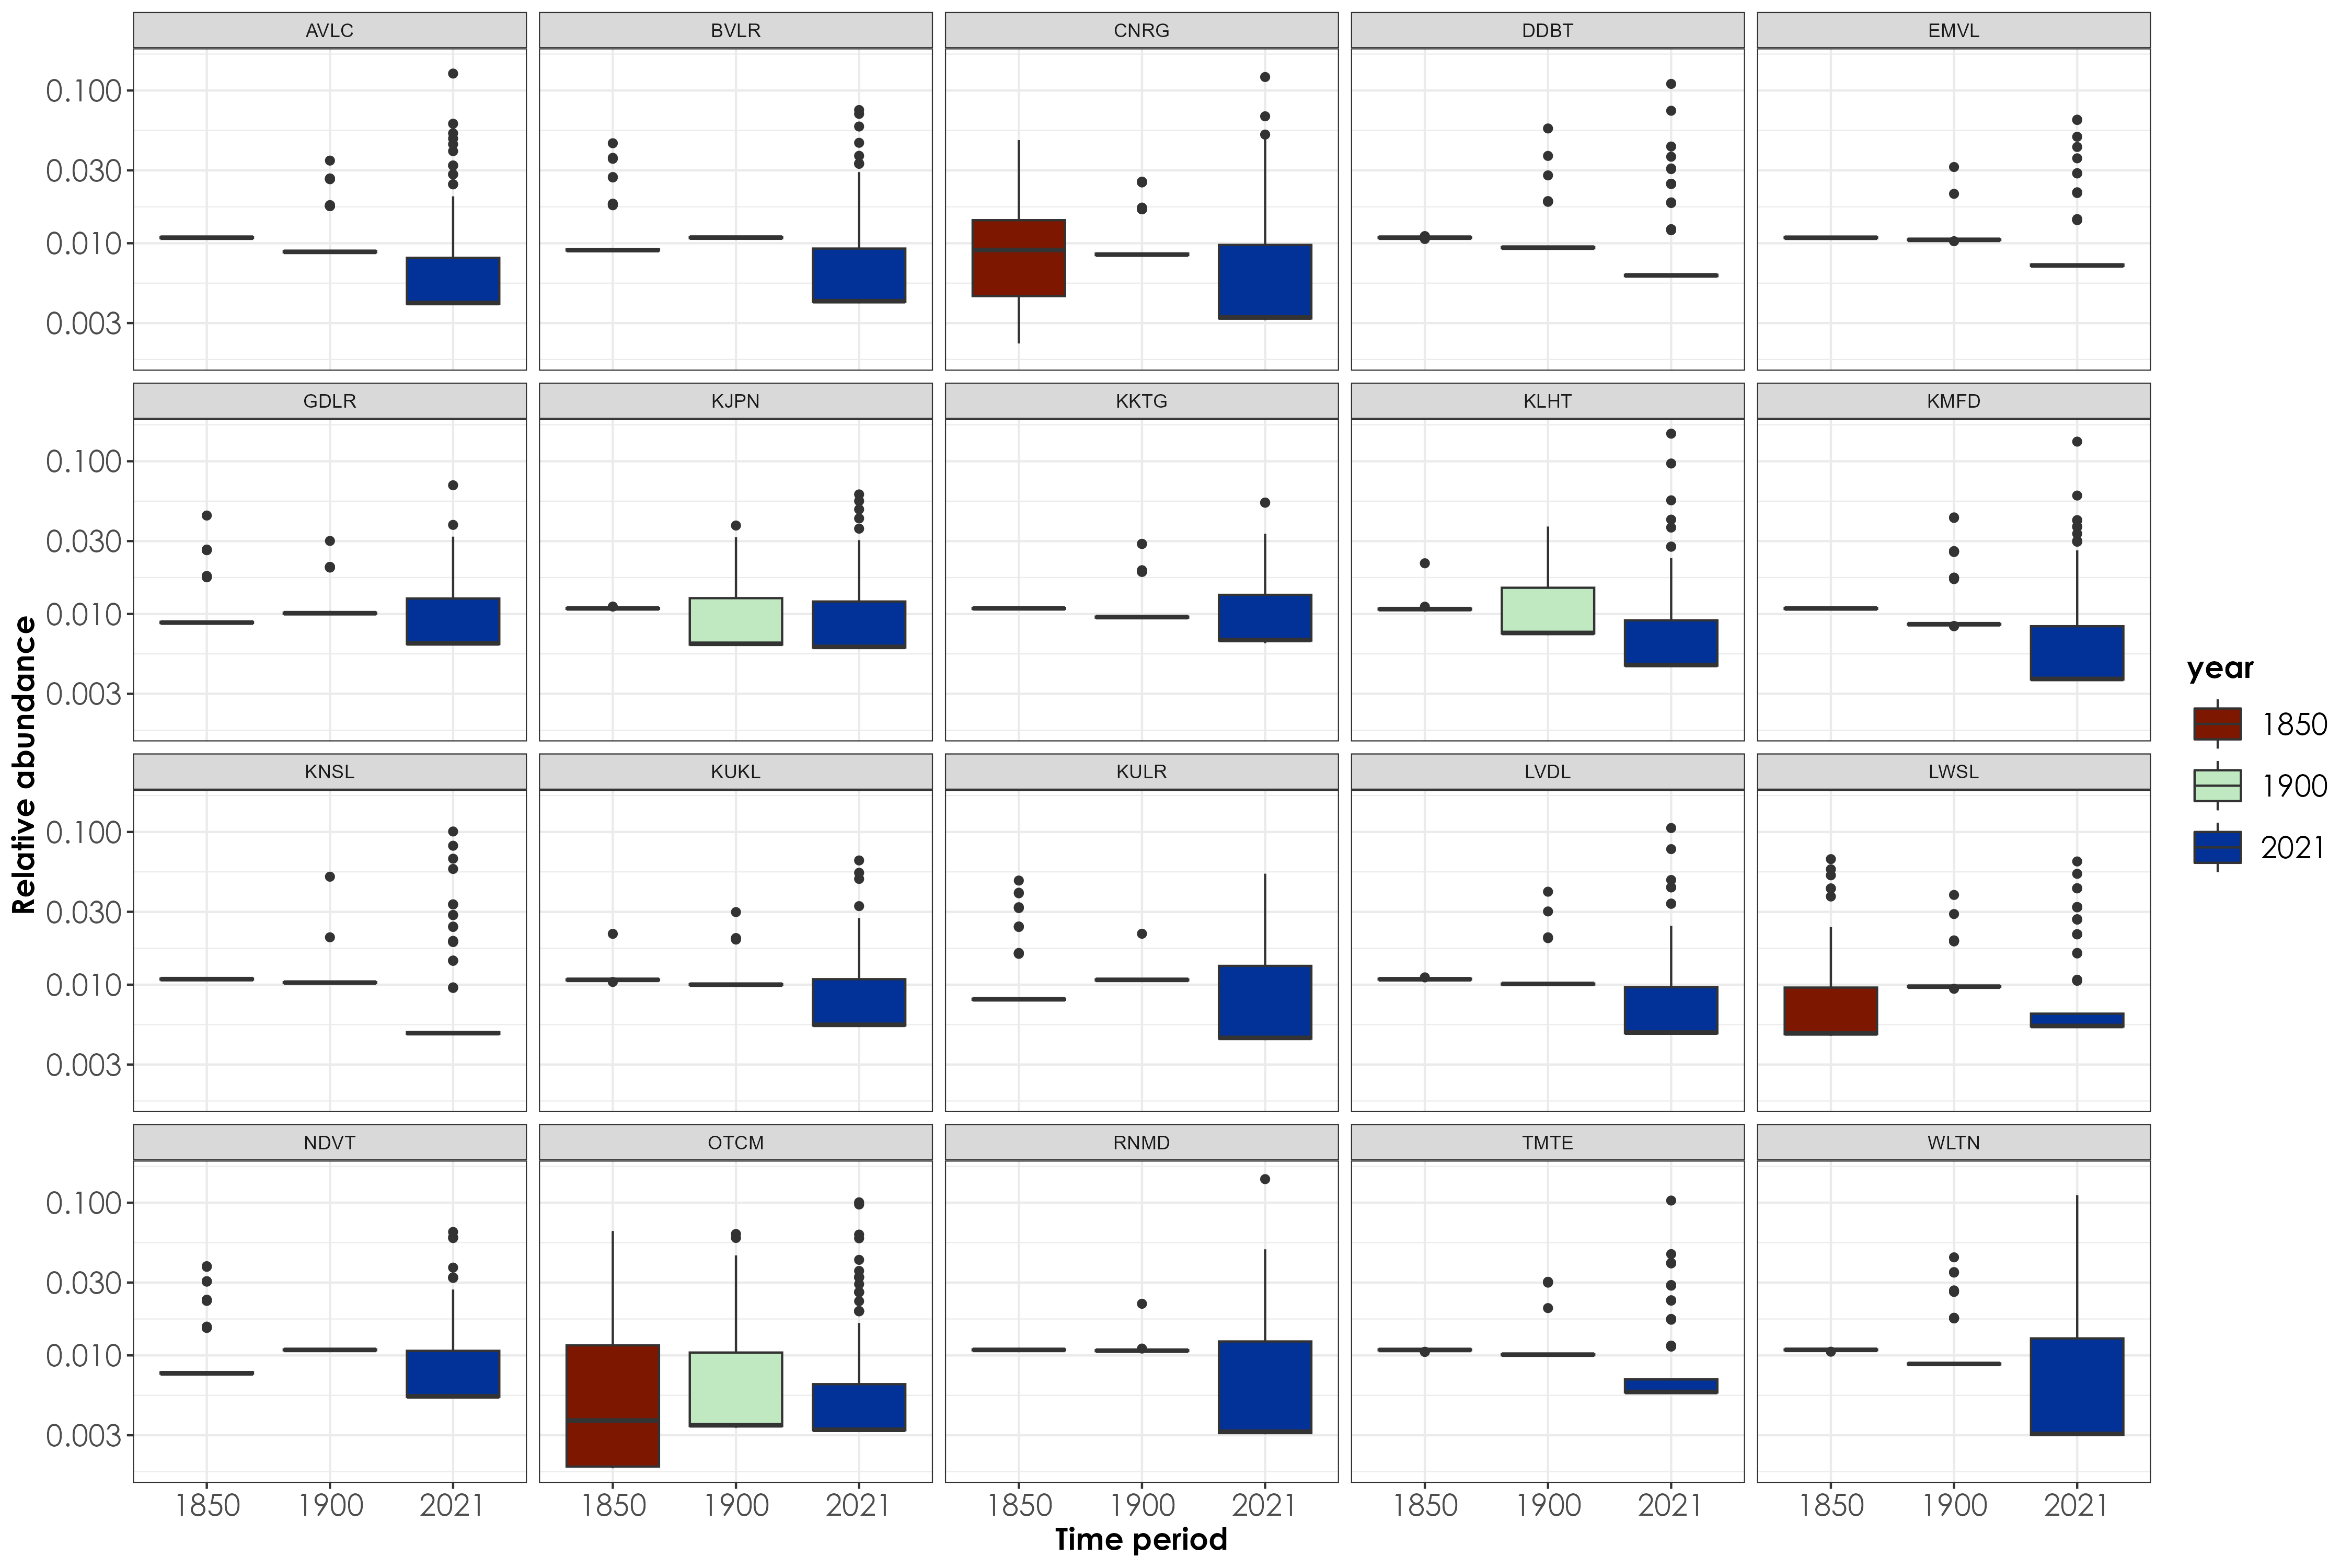 AVLC BVLR CNRG DDBT EMVL
0.100
0.030
0.010
0.003
GDLR KJPN KKTG KLHT KMFD
0.100
0.030
0.010
0.003
KNSL KUKL KULR LVDL LWSL
0.100
0.030
0.010
0.003
NDVT OTCM RNMD TMTE WLTN
0.100
0.030
0.010
0.003
1850 1900 2021 1850 1900 2021 1850 1900 2021 1850 1900 2021 1850 1900 2021
Time period
Relative abundance
year
1850
1900
2021